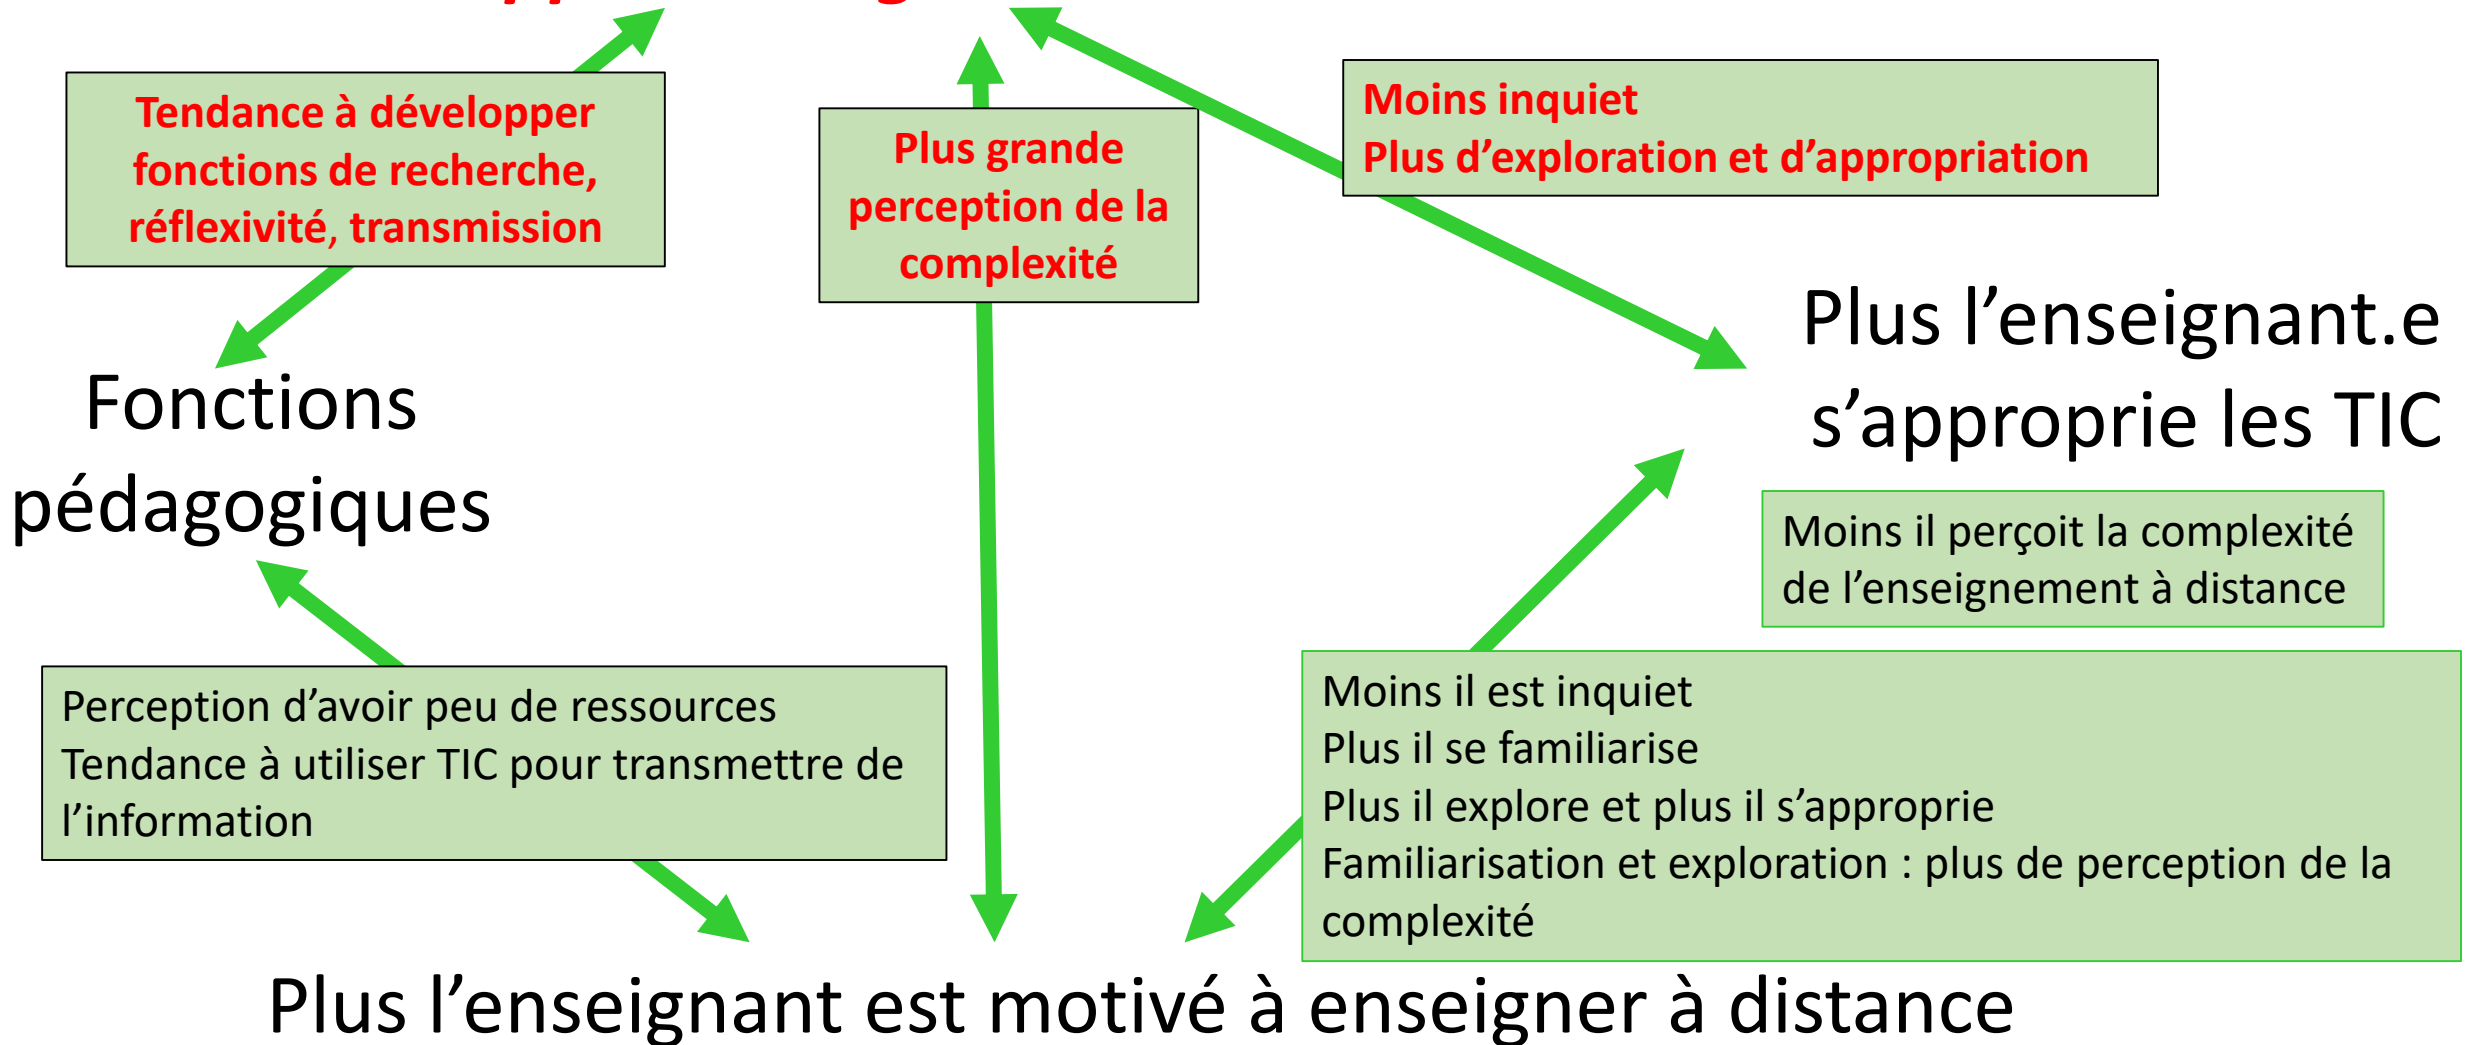 Tendance à développer
fonctions de recherche,
réflexivité, transmission
Plus grande
perception de la
complexité
Moins inquiet
Plus d’exploration et d’appropriation
Plus l’enseignant.e
s’approprie les TIC
Fonctions
pédagogiques
Moins il perçoit la complexité
de l’enseignement à distance
Perception d’avoir peu de ressources
Tendance à utiliser TIC pour transmettre de
l’information
Moins il est inquiet
Plus il se familiarise
Plus il explore et plus il s’approprie
Familiarisation et exploration : plus de perception de la
complexité
Plus l’enseignant est motivé à enseigner à distance